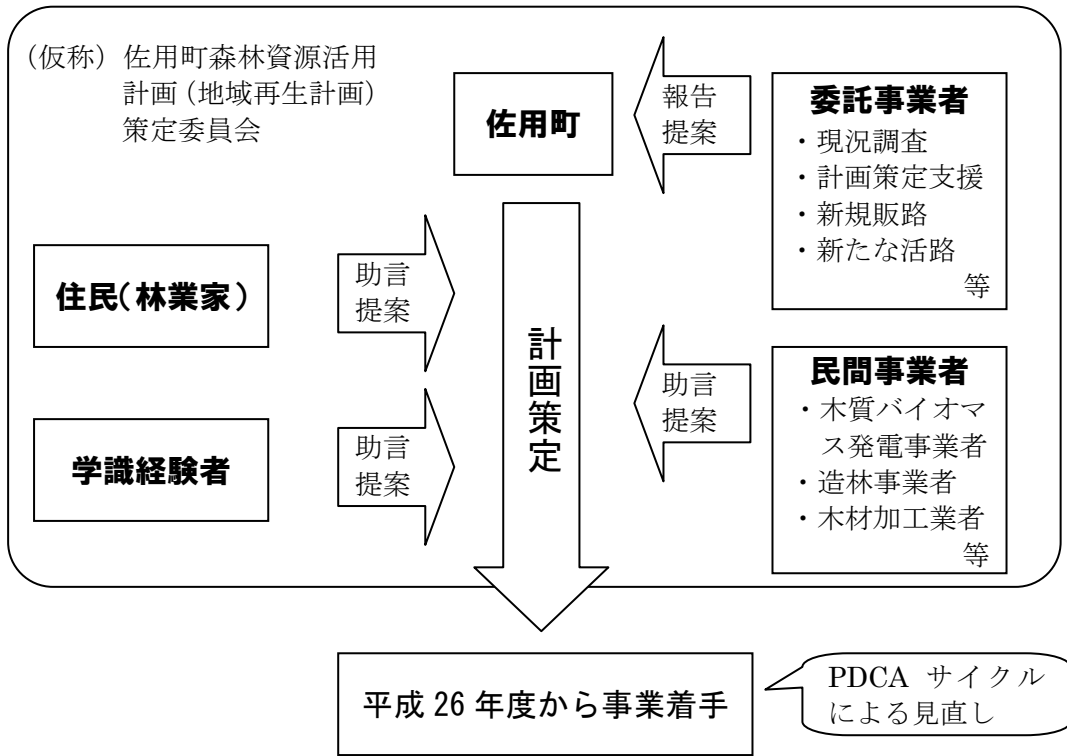 (仮称) 佐用町森林資源活用
計画(地域再生計画)
策定委員会
佐用町
報告
提案
委託事業者
・現況調査
・計画策定支援
・新規販路
・新たな活路
等
住民(林業家)
助言
提案
計画策定
助言
提案
民間事業者
・木質バイオマ
ス発電事業者
・造林事業者
・木材加工業者
等
学識経験者
助言
提案
平成 26 年度から事業着手
PDCA サイクル
による見直し